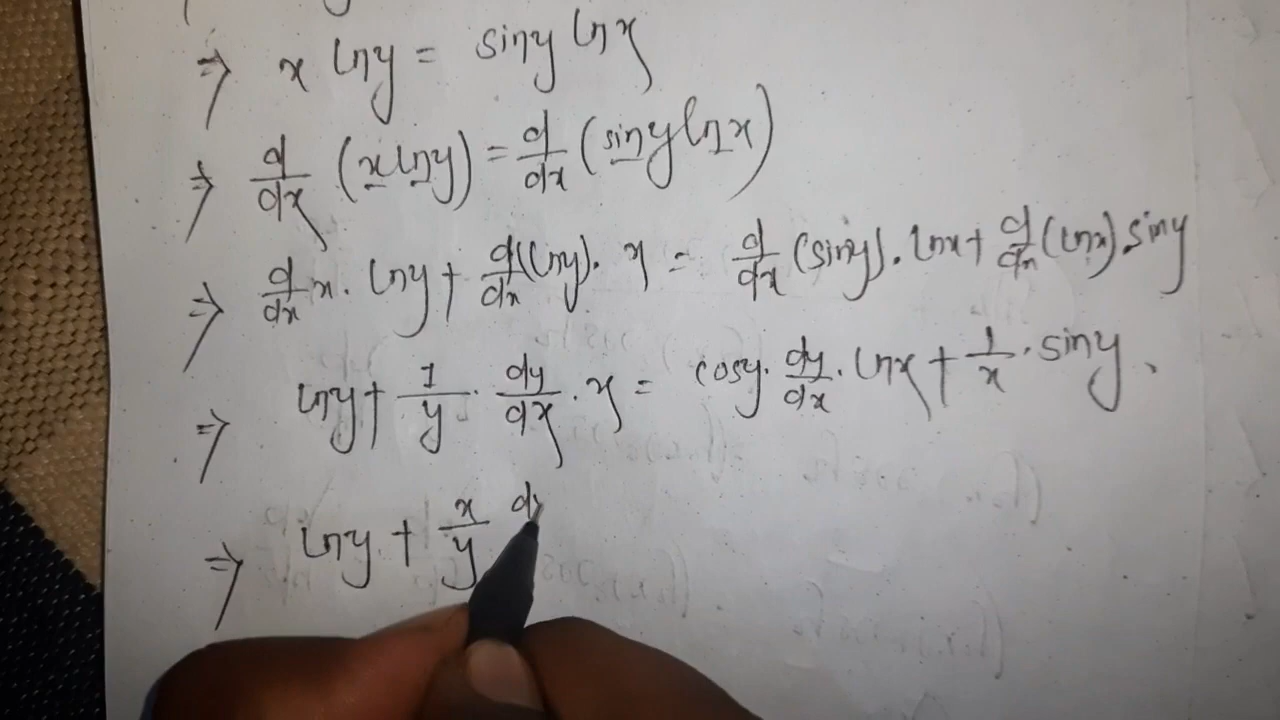 ⇒ x lny = siny lnx
⇒ d/dx (x lny) = d/dx (siny lnx)
⇒ d/dx x. lny + d/dx (lny). x = d/dx (siny). lnx + d/dx (lnx). siny
⇒ lny + 1/y . dy/dx . x = cosy. dy/dx . lnx + 1/x . siny
⇒ lny + x/y dy